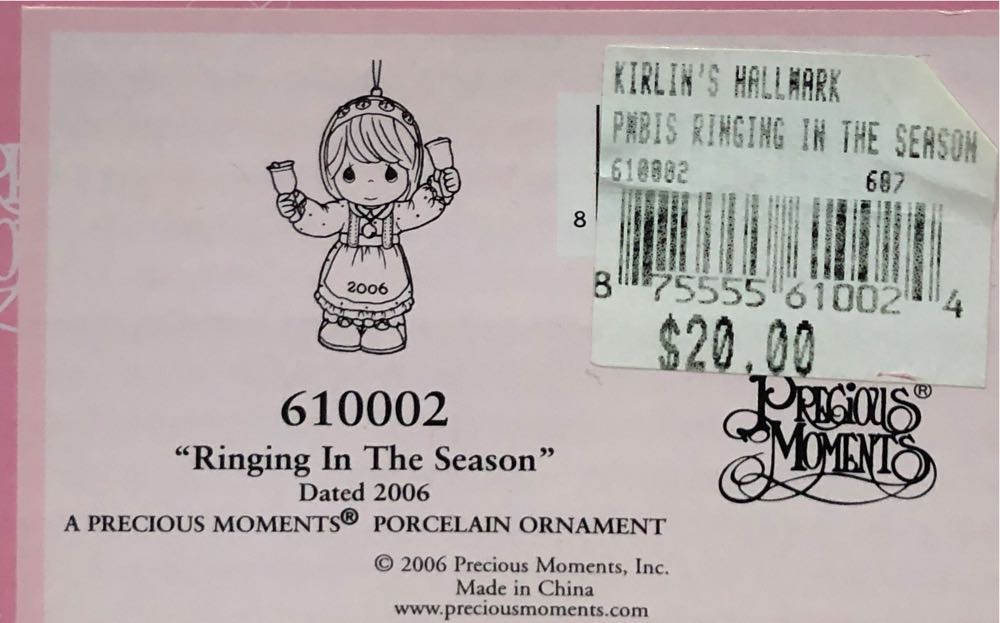 KIRLIN'S HALLMARK
PMBIS RINGING IN THE SEASON
610002 607
8
8 75555 61002 4
$20.00
2006
610002
"Ringing In The Season"
Dated 2006
A PRECIOUS MOMENTS® PORCELAIN ORNAMENT
PRECIOUS®
MOMENTS
© 2006 Precious Moments, Inc.
Made in China
www.preciousmoments.com